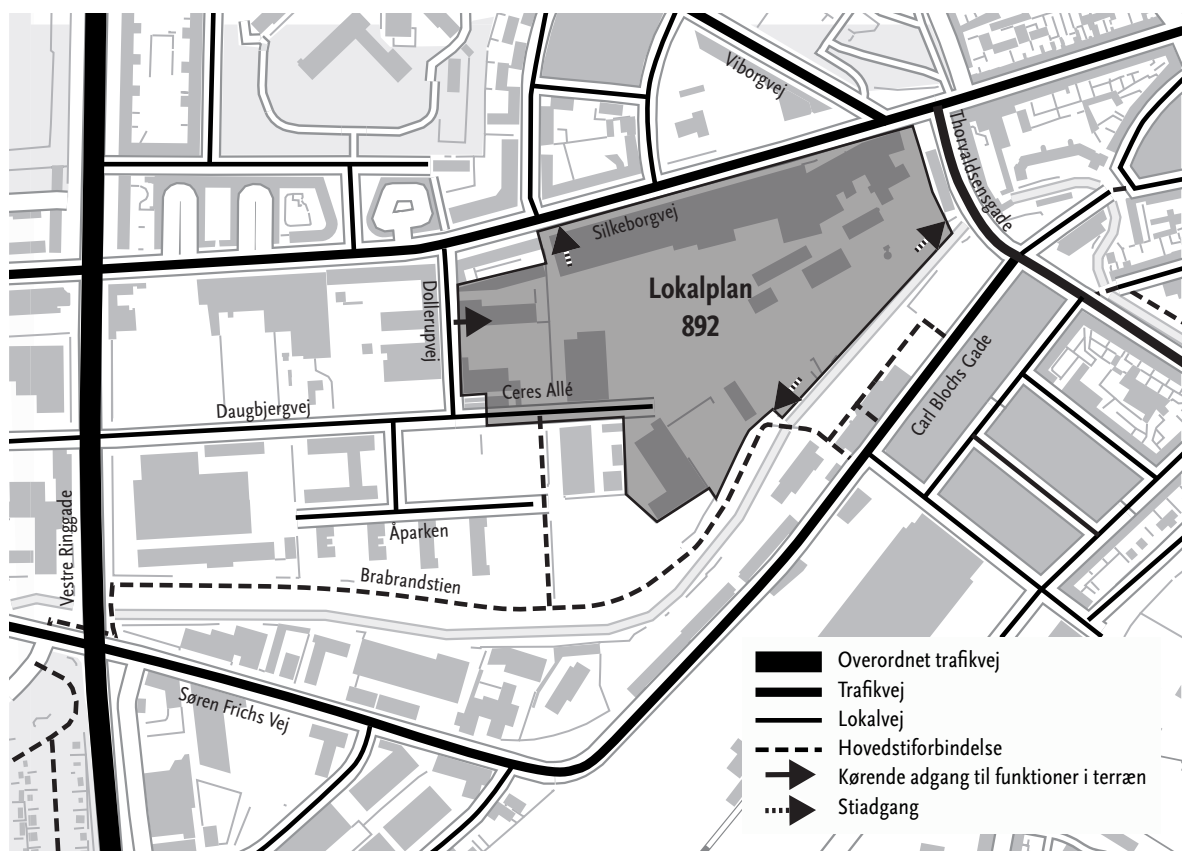 Viborgvej
Thorvaldsensgade
Silkeborgvej
Lokalplan
892
Dollerupvej
Ceres Allé
Daugbjergvej
Carl Blochs Gade
Vestre Ringgade
Åparken
Brabrandstien
Søren Frichs Vej
Overordnet trafikvej
Trafikvej
Lokalvej
Hovedstiforbindelse
Kørende adgang til funktioner i terræn
Stiadgang